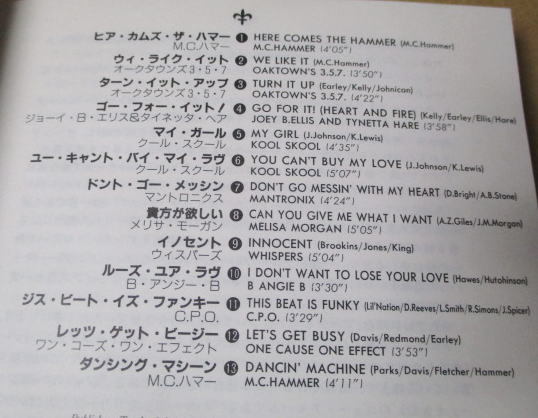 ヒア・カムズ・ザ・ハマー ❶ HERE COMES THE HAMMER (M.C.Hammer)
M.C.ハマー M.C.HAMMER (4'05")
ウィ・ライク・イット ❷ WE LIKE IT (M.C.Hammer)
オークタウンズ3・5・7 OAKTOWN'S 3.5.7. (3'50")
ターン・イット・アップ ❸ TURN IT UP (Earley/Kelly/Johnican)
オークタウンズ3・5・7 OAKTOWN'S 3.5.7. (4'22")
ゴー・フォー・イット! ❹ GO FOR IT! (HEART AND FIRE) (Kelly/Earley/Ellis/Hare)
ジョーイ・B・エリス&タイネッタ・ヘア JOEY B.ELLIS AND TYNETTA HARE (3'58")
マイ・ガール ❺ MY GIRL (J.Johnson/K.Lewis)
クール・スクール KOOL SKOOL (4'35")
ユー・キャント・バイ・マイ・ラヴ ❻ YOU CAN'T BUY MY LOVE (J.Johnson/K.Lewis)
クール・スクール KOOL SKOOL (5'07")
ドント・ゴー・メッシン ❼ DON'T GO MESSIN' WITH MY HEART (D.Bright/A.B.Stone)
マントロニクス MANTRONIX (4'24")
貴方が欲しい ❽ CAN YOU GIVE ME WHAT I WANT (A.Z.Giles/J.M.Morgan)
メリサ・モーガン MELISA MORGAN (5'05")
イノセント ❾ INNOCENT (Brookins/Jones/King)
ウィスパーズ WHISPERS (5'04")
ルーズ・ユア・ラヴ ❿ I DON'T WANT TO LOSE YOUR LOVE (Hawes/Hutchinson)
B・アンジー・B B ANGIE B (3'30")
ジス・ビート・イズ・ファンキー ⓫ THIS BEAT IS FUNKY (Lil'Nation/D.Reeves/L.Smith/R.Simons/J.Spicer)
C.P.O. C.P.O. (3'29")
レッツ・ゲット・ビージー ⓬ LET'S GET BUSY (Davis/Redmond/Earley)
ワン・コーズ・ワン・エフェクト ONE CAUSE ONE EFFECT (3'53")
ダンシング・マシーン ⓭ DANCIN' MACHINE (Parks/Davis/Fletcher/Hammer)
M.C.ハマー M.C.HAMMER (4'11")